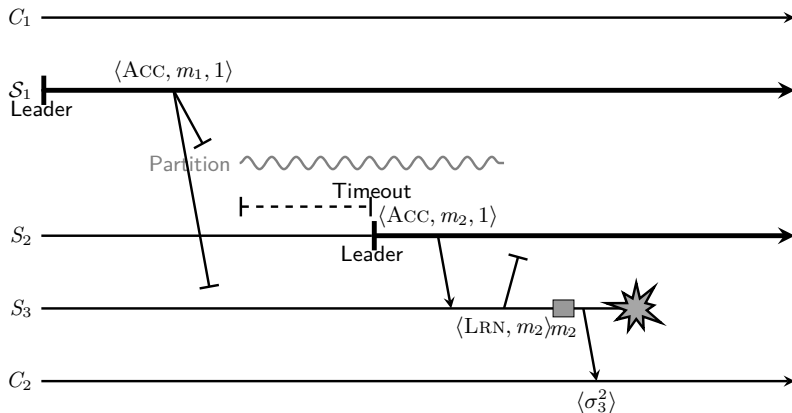 C₁
⟨ACC, m₁, 1⟩
𝒮₁
Leader
Partition
Timeout
⟨ACC, m₂, 1⟩
S₂
Leader
S₃
⟨LRN, m₂⟩ m₂
C₂
⟨σ₃²⟩